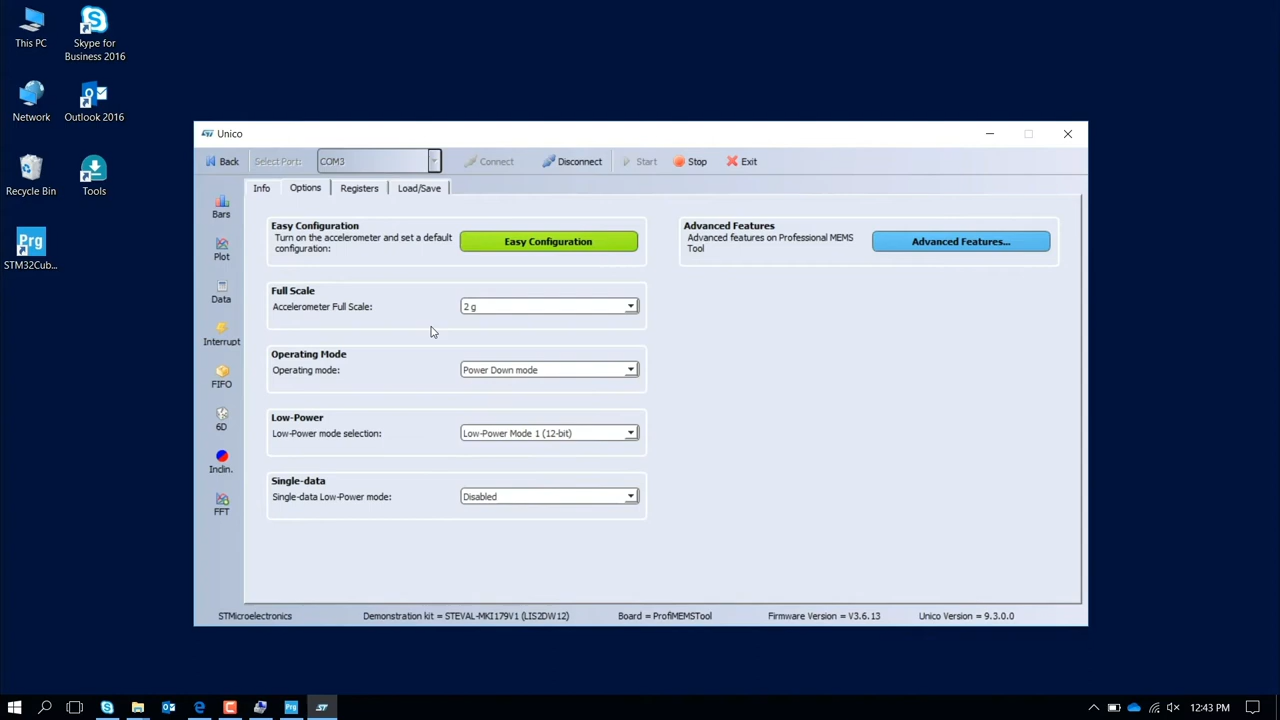 This PC
Skype for
Business 2016
Network
Outlook 2016
Recycle Bin
Tools
Prg
STM32Cub...
ST Unico
Back
Select Port:
COM3
Connect
Disconnect
Start
Stop
Exit
Info
Options
Registers
Load/Save
Bars
Plot
Data
Interrupt
FIFO
6D
Inclin.
FFT
Easy Configuration
Turn on the accelerometer and set a default
configuration:
Easy Configuration
Advanced Features
Advanced features on Professional MEMS
Tool
Advanced Features...
Full Scale
Accelerometer Full Scale:
2 g
Operating Mode
Operating mode:
Power Down mode
Low-Power
Low-Power mode selection:
Low-Power Mode 1 (12-bit)
Single-data
Single-data Low-Power mode:
Disabled
STMicroelectronics
Demonstration kit = STEVAL-MKI179V1 (LIS2DW12)
Board = ProfiMEMSTool
Firmware Version = V3.6.13
Unico Version = 9.3.0.0
Prg
ST
12:43 PM